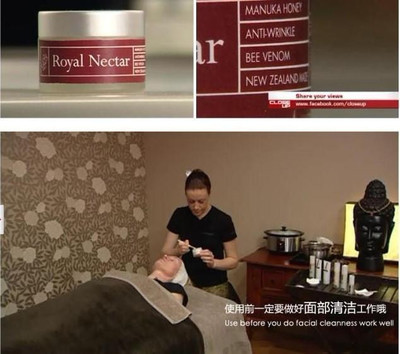 Royal Nectar
ar
MANUKA HONEY
ANTI-WRINKLE
BEE VENOM
NEW ZEALAND MADE
CLOSE UP
Share your views
www.facebook.com/closeup
使用前一定要做好面部清洁工作哦
Use before you do facial cleanness work well